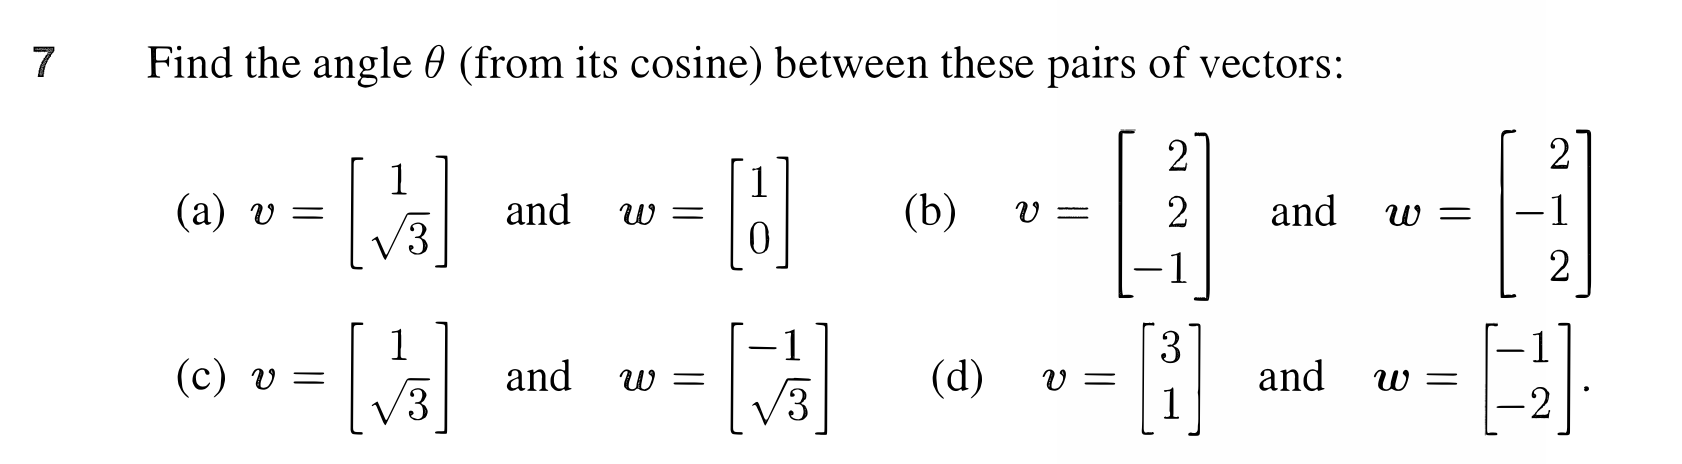 7 Find the angle θ (from its cosine) between these pairs of vectors:
(a) v = [1; √3] and w = [1; 0] (b) v = [2; 2; −1] and w = [2; −1; 2]
(c) v = [1; √3] and w = [−1; √3] (d) v = [3; 1] and w = [−1; −2].